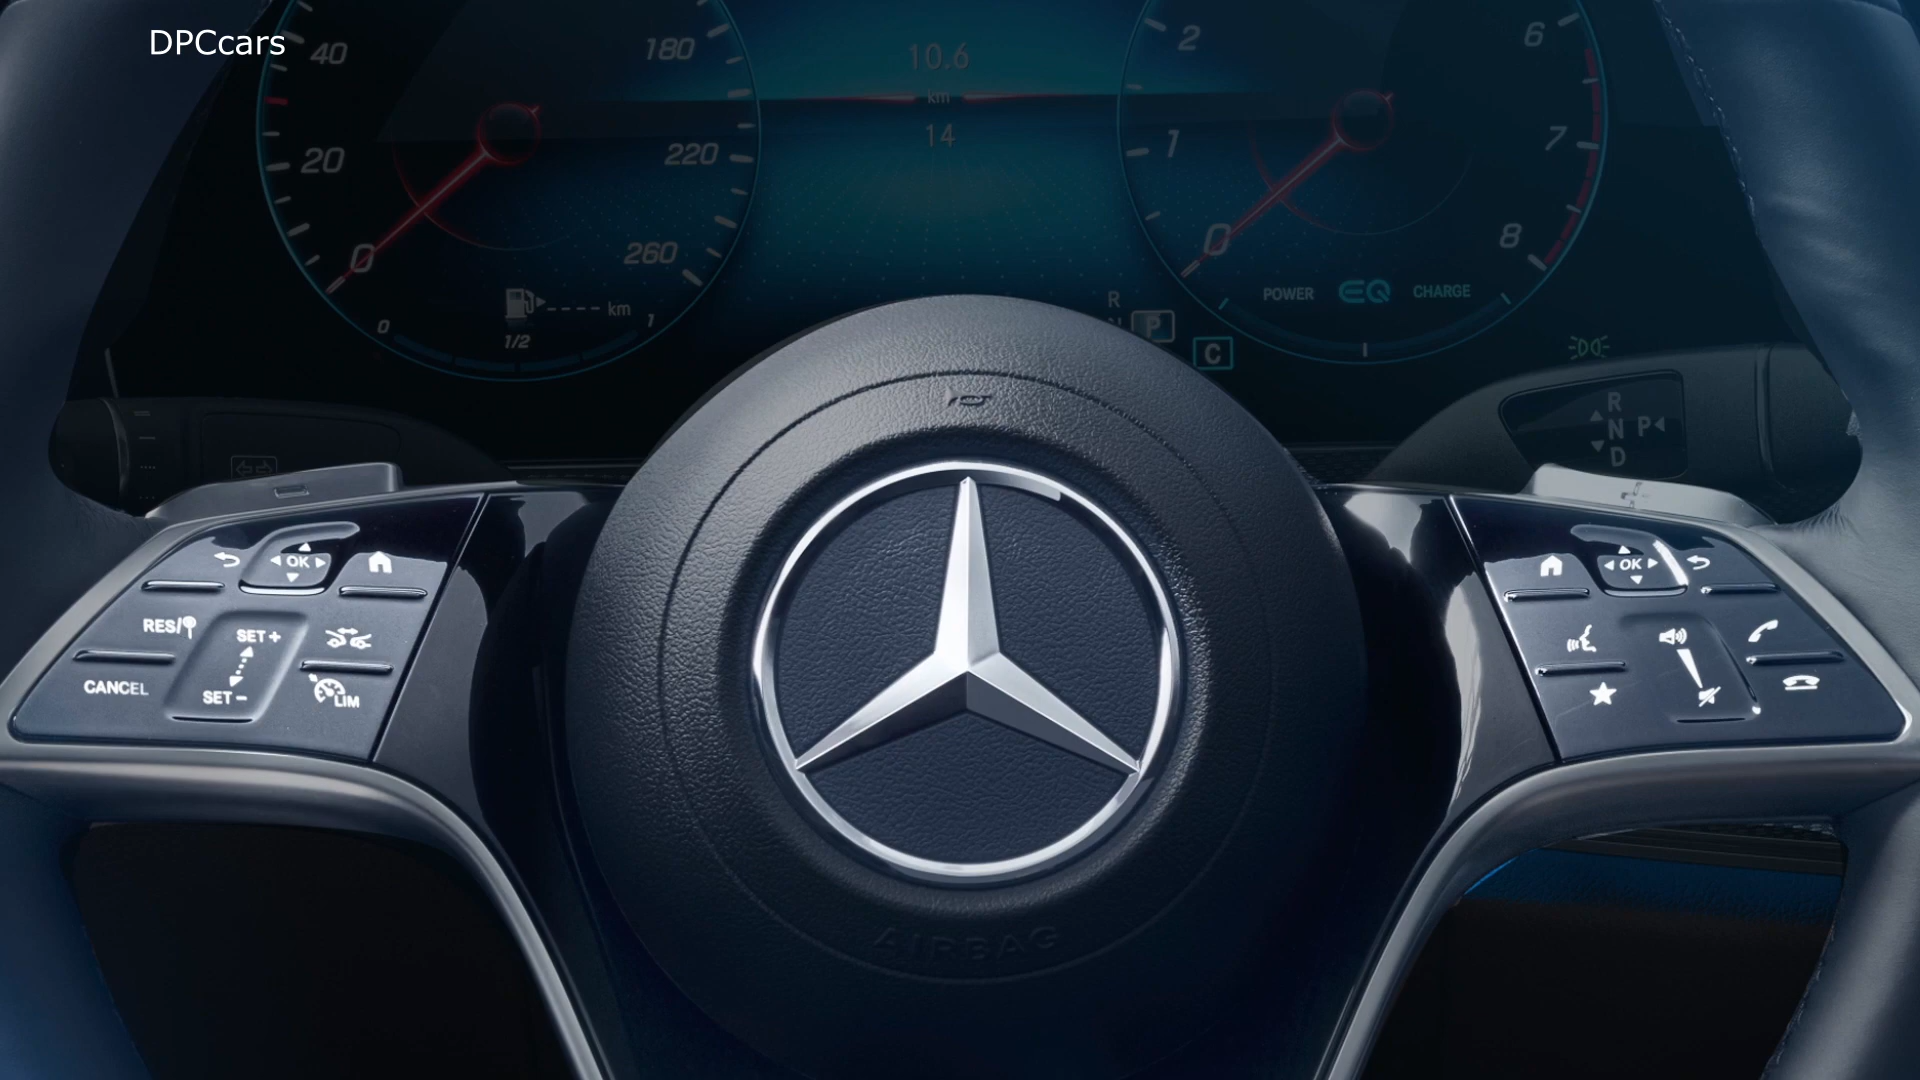 DPCcars
40
180
10.6
km
14
2
6
20
220
1
7
0
260
0
8
---- km
0
1/2
1
POWER EQ CHARGE
R
N
P
C
R
N P
D
OK
RES/
SET +
SET -
CANCEL
LIM
OK
AIRBAG